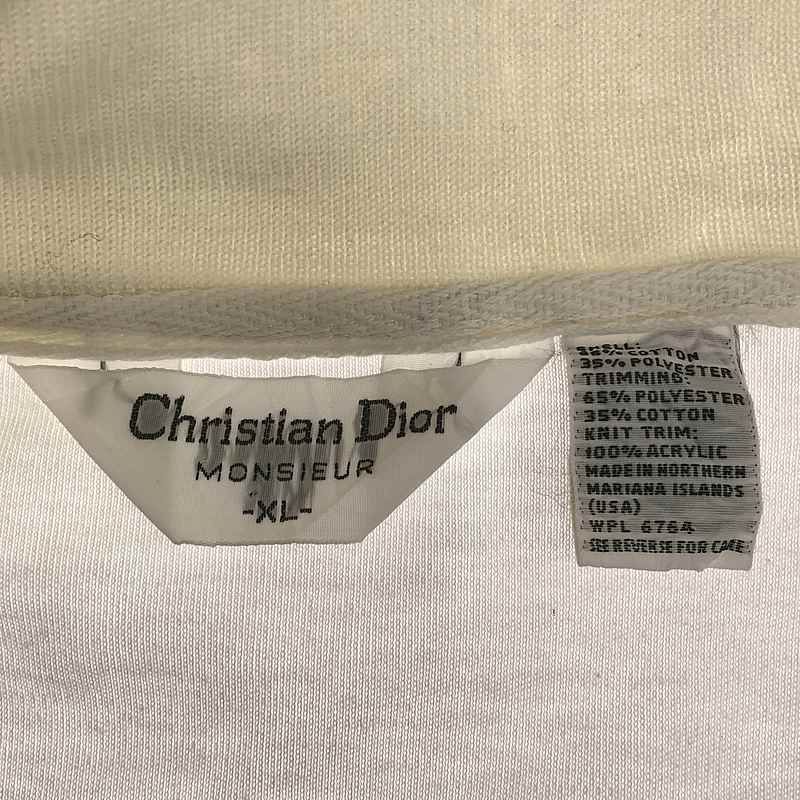 Christian Dior
MONSIEUR
-XL-
SHELL:
35% POLYESTER
TRIMMING:
65% POLYESTER
35% COTTON
KNIT TRIM:
100% ACRYLIC
MADE IN NORTHERN
MARIANA ISLANDS
(USA)
WPL 6764
SEE REVERSE FOR CARE